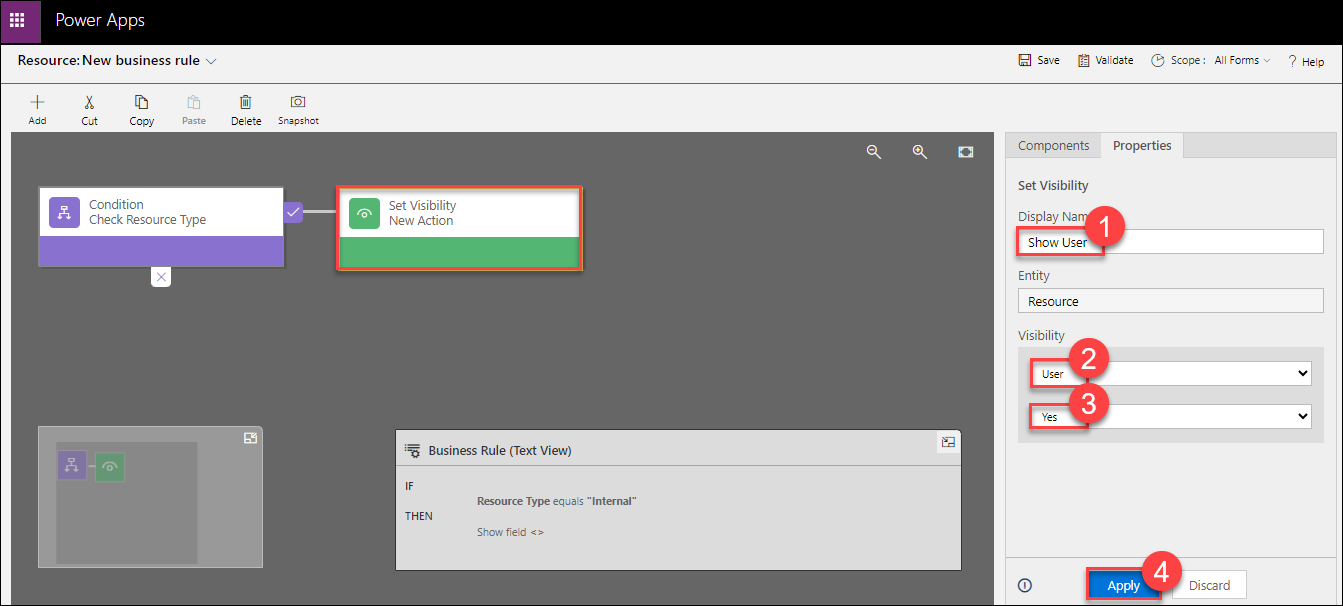 Power Apps
Resource: New business rule
Save
Validate
Scope :
All Forms
? Help
Add
Cut
Copy
Paste
Delete
Snapshot
Condition
Check Resource Type
Set Visibility
New Action
Business Rule (Text View)
IF
Resource Type equals "Internal"
THEN
Show field <>
Components
Properties
Set Visibility
Display Nam
1
Show User
Entity
Resource
Visibility
2
User
3
Yes
4
Apply
Discard